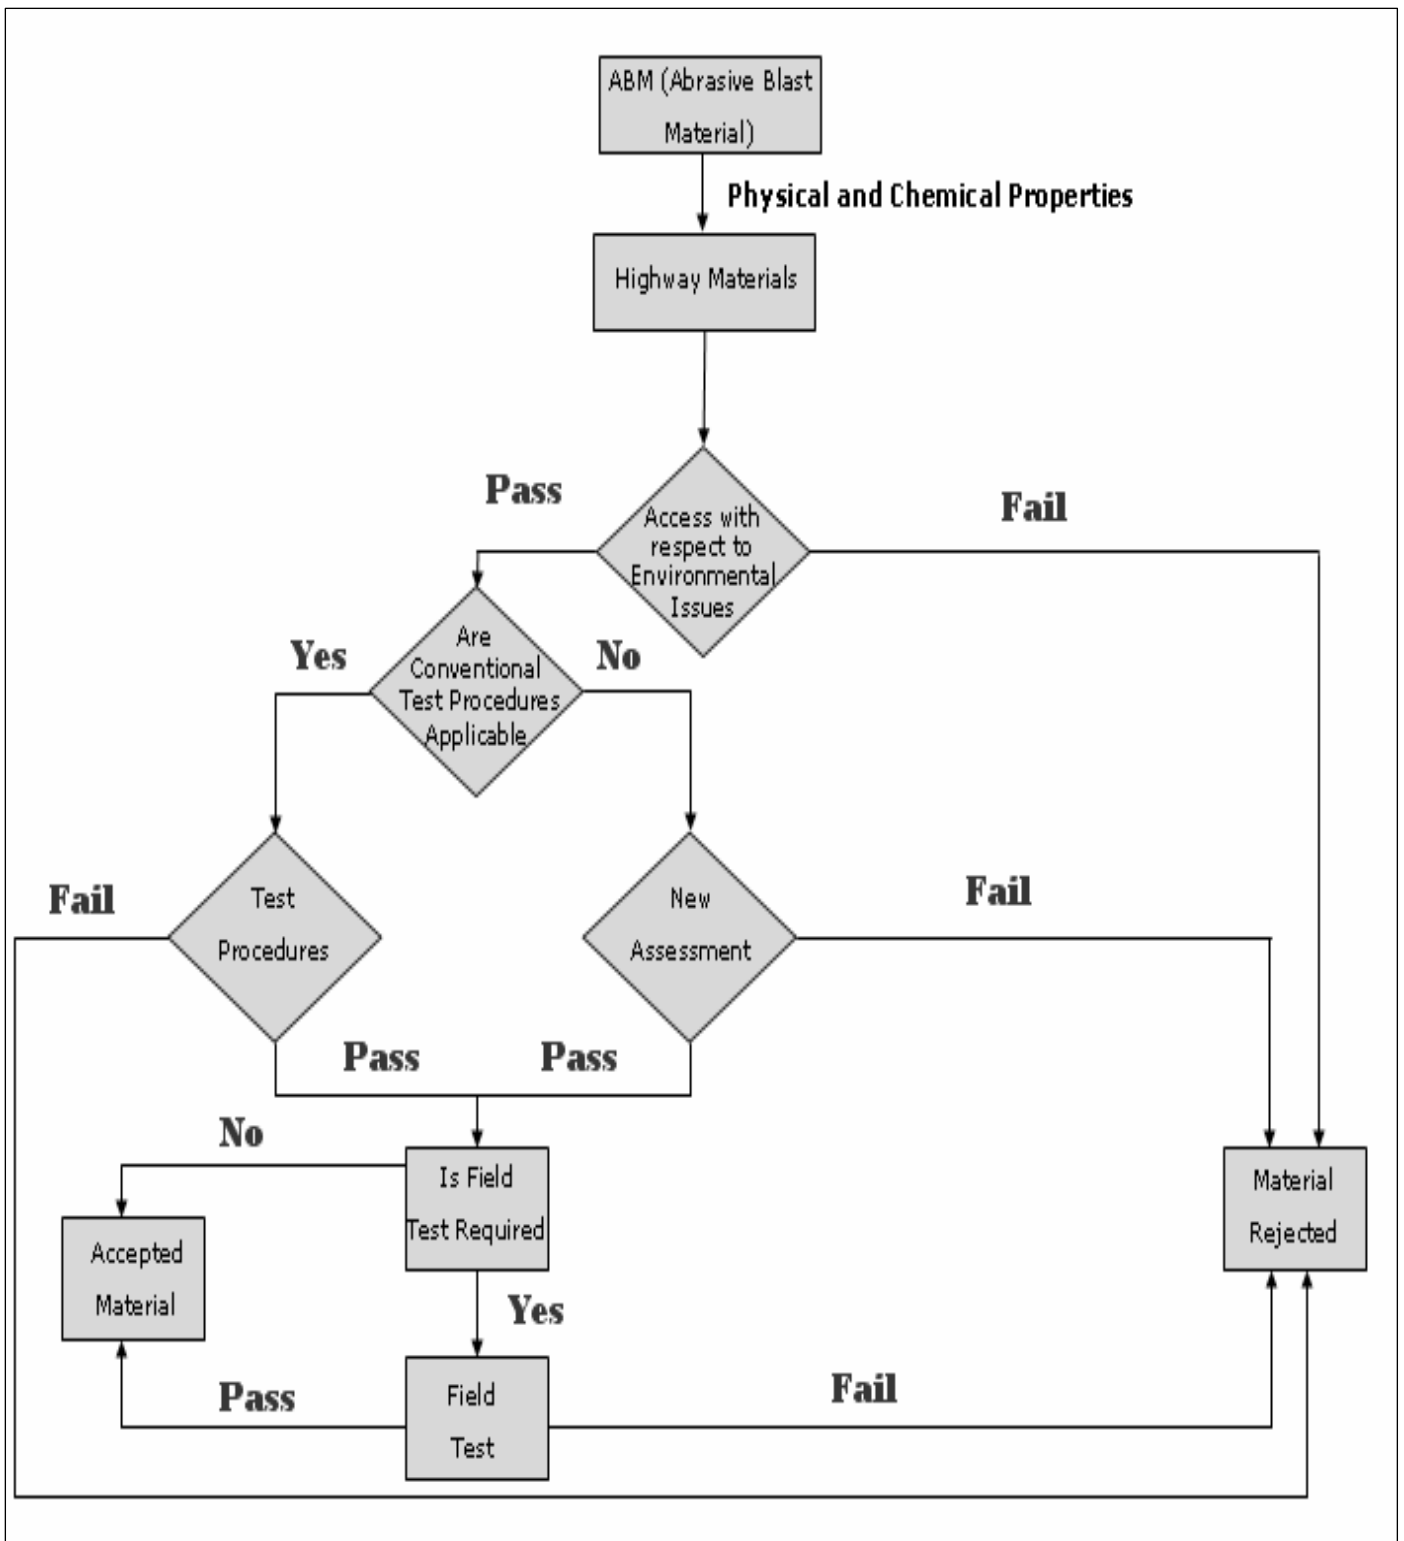 ABM (Abrasive Blast
Material)
Physical and Chemical Properties
Highway Materials
Pass
Fail
Access with
respect to
Environmental
Issues
Yes
No
Are
Conventional
Test Procedures
Applicable
Fail
Test
Procedures
New
Assessment
Fail
Pass
Pass
No
Is Field
Test Required
Material
Rejected
Accepted
Material
Yes
Pass
Field
Test
Fail